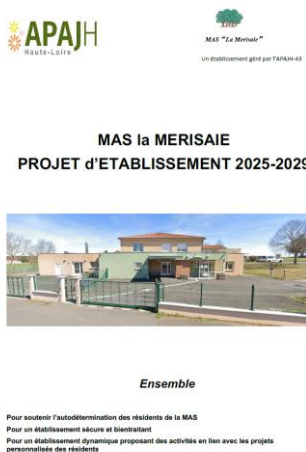 APAJH
Haute-Loire
MAS "La Merisaie"
Un établissement géré par l'APAJH-43
MAS la MERISAIE
PROJET d'ETABLISSEMENT 2025-2029
Ensemble
Pour soutenir l'autodétermination des résidents de la MAS
Pour un établissement sécure et bientraitant
Pour un établissement dynamique proposant des activités en lien avec les projets
personnalisés des résidents